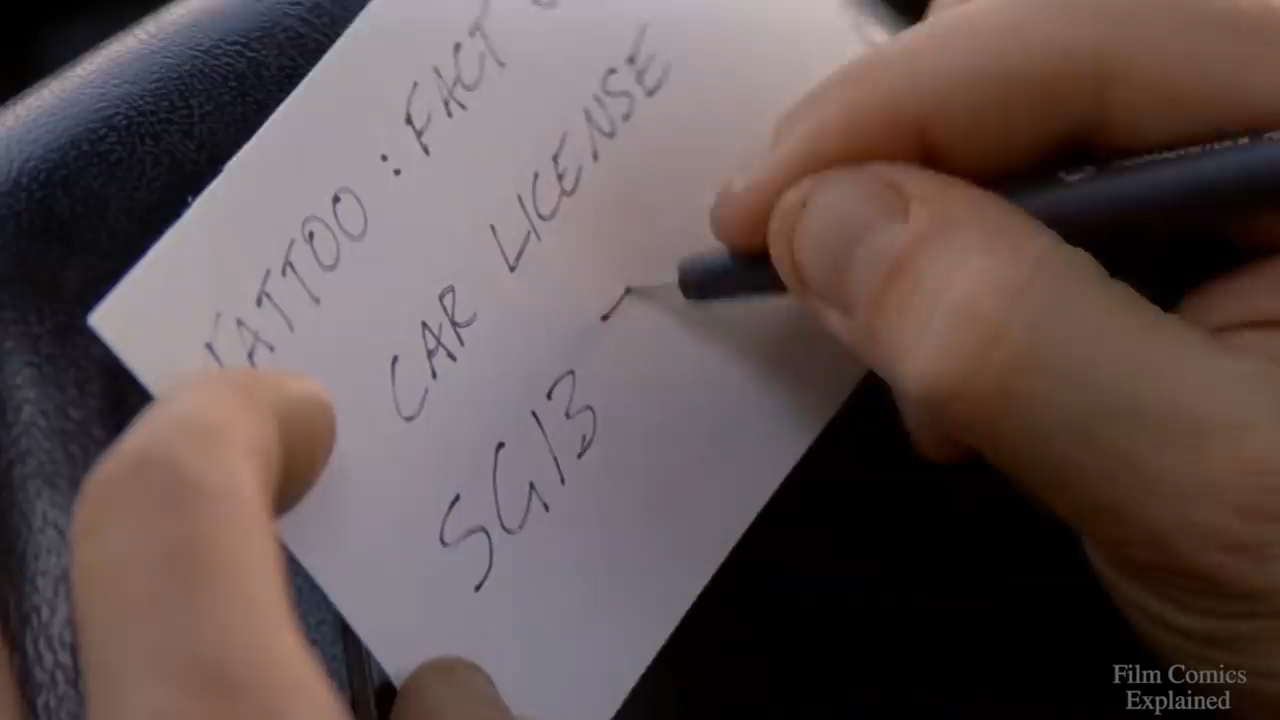 TATTOO: FACT
CAR LICENSE
SG13
Film Comics
Explained